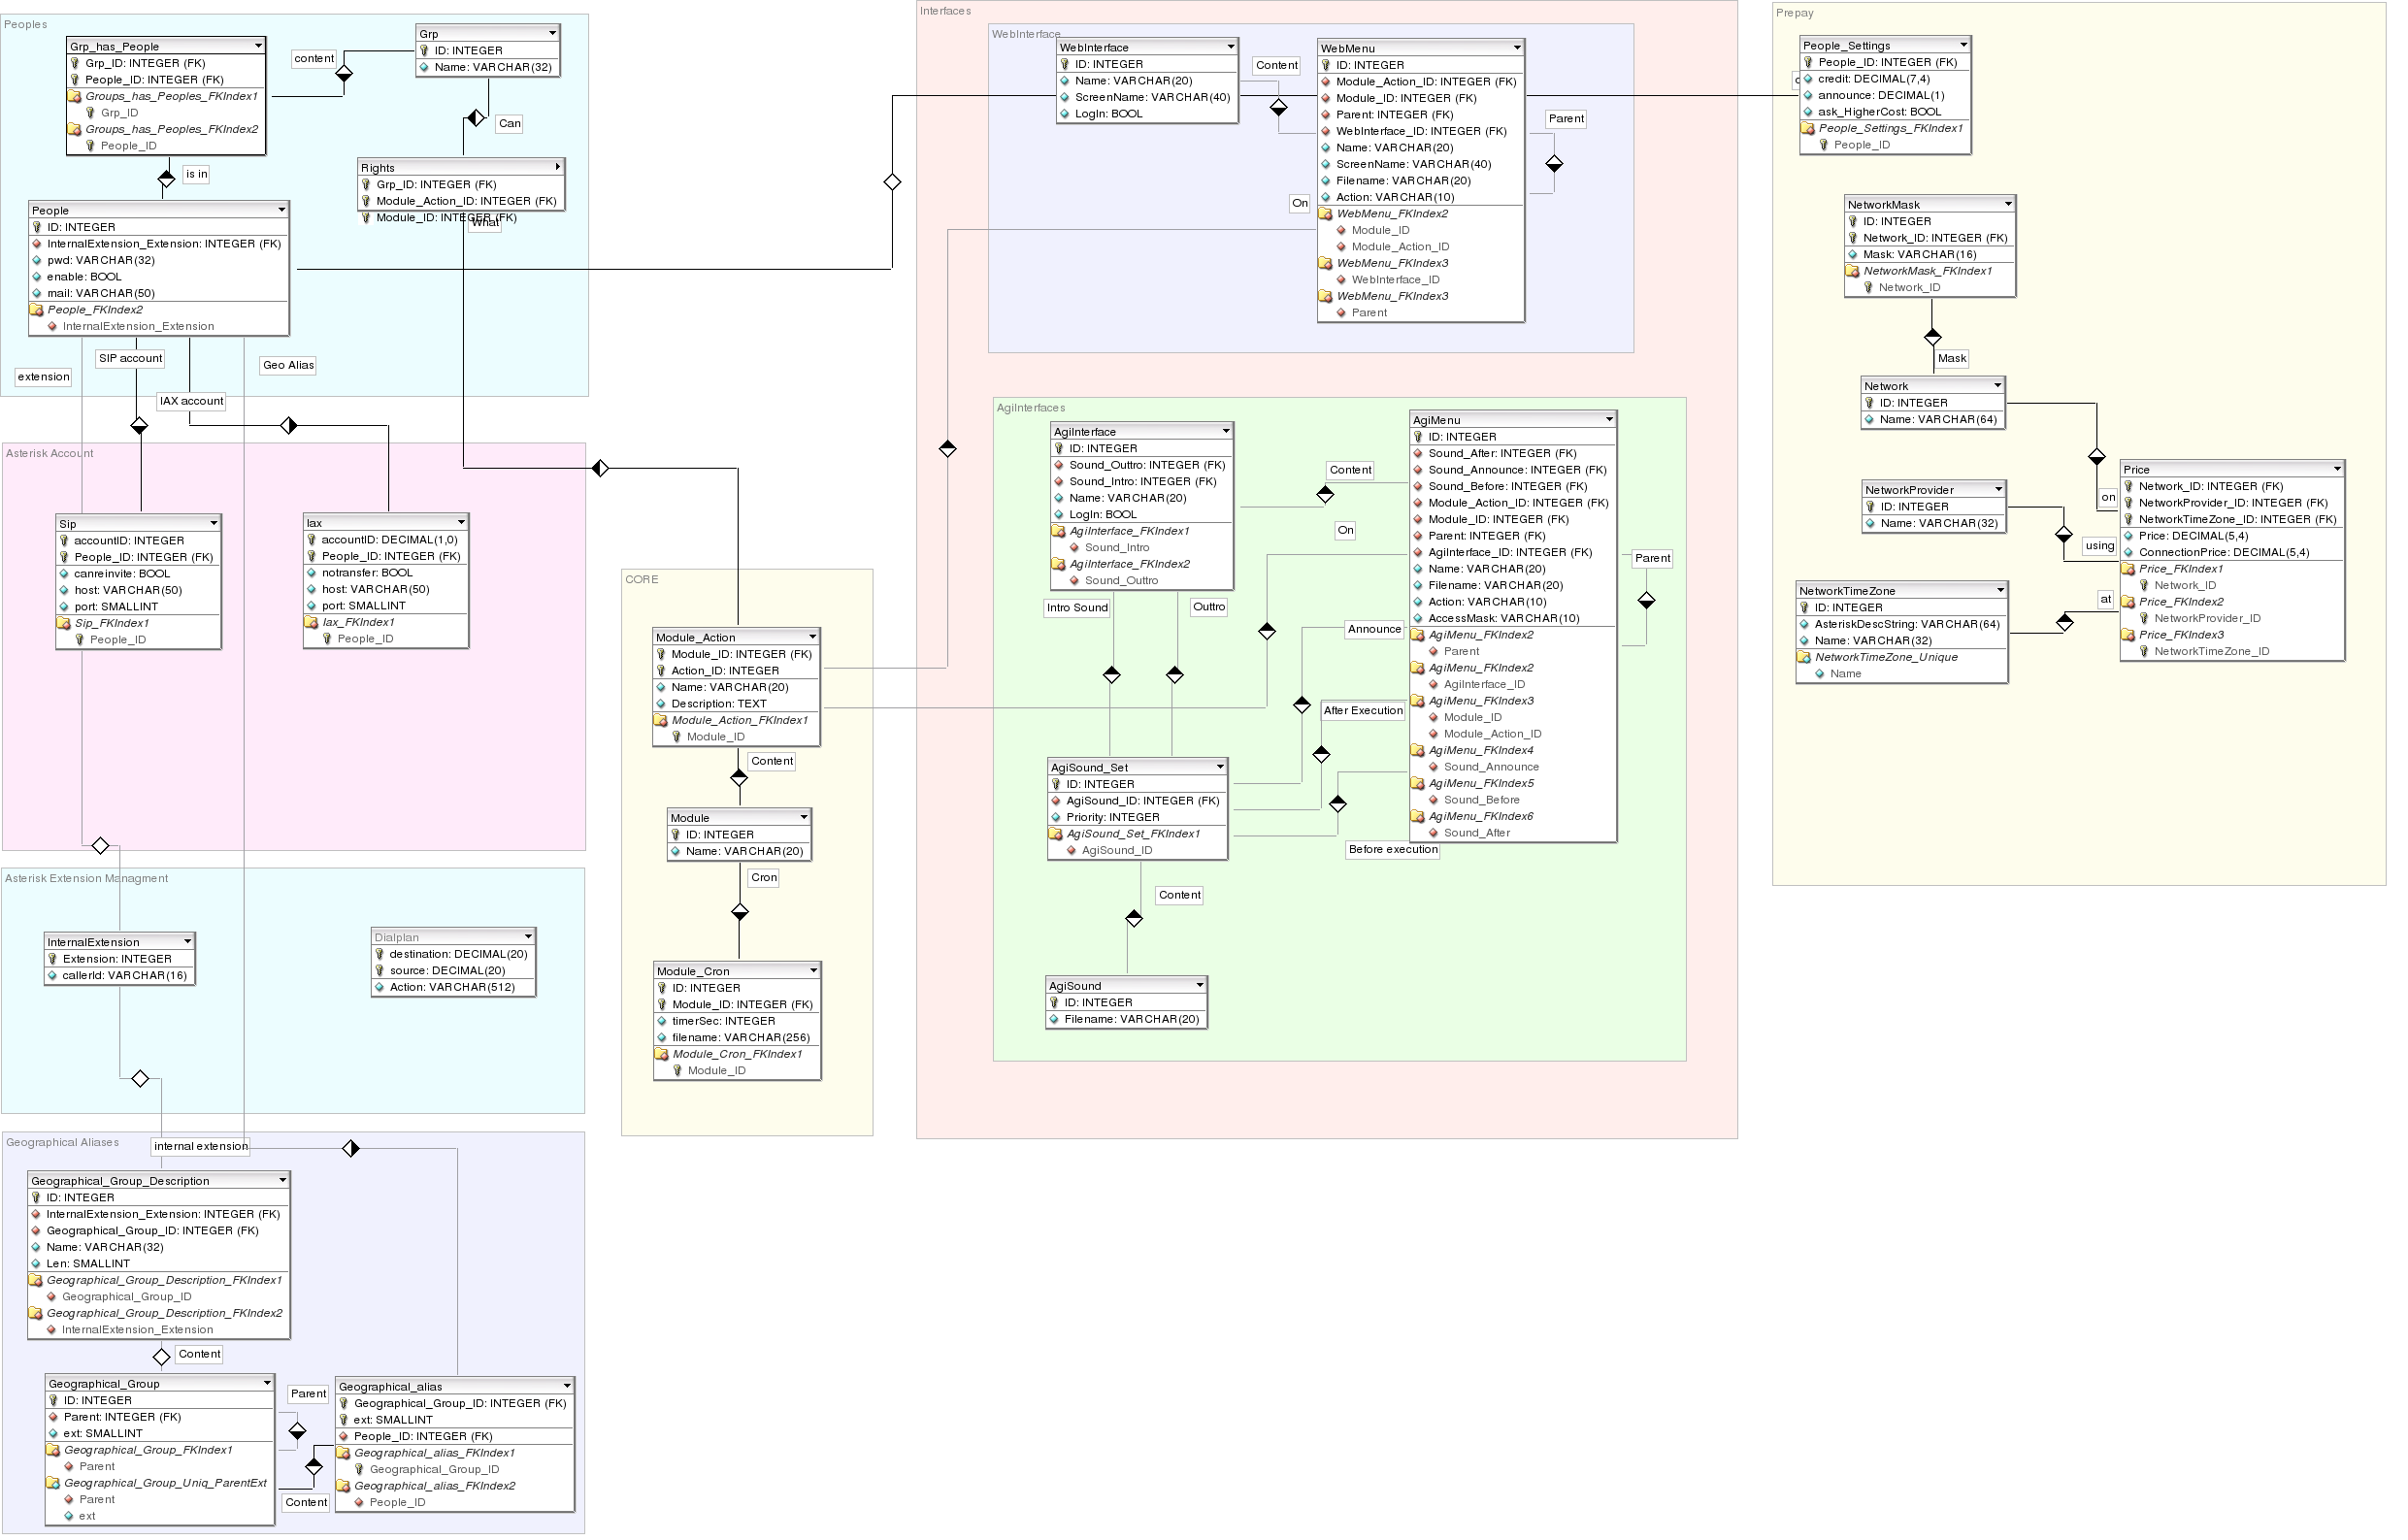 Peoples
Grp_has_People
Grp_ID: INTEGER (FK)
People_ID: INTEGER (FK)
Groups_has_Peoples_FKIndex1
Grp_ID
Groups_has_Peoples_FKIndex2
People_ID
content
Grp
ID: INTEGER
Name: VARCHAR(32)
Can
is in
Rights
Grp_ID: INTEGER (FK)
Module_Action_ID: INTEGER (FK)
Module_ID: INTEGER (FK)
What
People
ID: INTEGER
InternalExtension_Extension: INTEGER (FK)
pwd: VARCHAR(32)
enable: BOOL
mail: VARCHAR(50)
People_FKIndex2
InternalExtension_Extension
SIP account
Geo Alias
extension
IAX account
Asterisk Account
Sip
accountID: INTEGER
People_ID: INTEGER (FK)
canreinvite: BOOL
host: VARCHAR(50)
port: SMALLINT
Sip_FKIndex1
People_ID
Iax
accountID: DECIMAL(1,0)
People_ID: INTEGER (FK)
notransfer: BOOL
host: VARCHAR(50)
port: SMALLINT
Iax_FKIndex1
People_ID
Asterisk Extension Managment
InternalExtension
Extension: INTEGER
callerId: VARCHAR(16)
Dialplan
destination: DECIMAL(20)
source: DECIMAL(20)
Action: VARCHAR(512)
Geographical Aliases
internal extension
Geographical_Group_Description
ID: INTEGER
InternalExtension_Extension: INTEGER (FK)
Geographical_Group_ID: INTEGER (FK)
Name: VARCHAR(32)
Len: SMALLINT
Geographical_Group_Description_FKIndex1
Geographical_Group_ID
Geographical_Group_Description_FKIndex2
InternalExtension_Extension
Content
Geographical_Group
ID: INTEGER
Parent: INTEGER (FK)
ext: SMALLINT
Geographical_Group_FKIndex1
Parent
Geographical_Group_Uniq_ParentExt
Parent
ext
Parent
Content
Geographical_alias
Geographical_Group_ID: INTEGER (FK)
ext: SMALLINT
People_ID: INTEGER (FK)
Geographical_alias_FKIndex1
Geographical_Group_ID
Geographical_alias_FKIndex2
People_ID
CORE
Module_Action
Module_ID: INTEGER (FK)
Action_ID: INTEGER
Name: VARCHAR(20)
Description: TEXT
Module_Action_FKIndex1
Module_ID
Content
Module
ID: INTEGER
Name: VARCHAR(20)
Cron
Module_Cron
ID: INTEGER
Module_ID: INTEGER (FK)
timerSec: INTEGER
filename: VARCHAR(256)
Module_Cron_FKIndex1
Module_ID
Interfaces
WebInterface
WebInterface
ID: INTEGER
Name: VARCHAR(20)
ScreenName: VARCHAR(40)
LogIn: BOOL
Content
WebMenu
ID: INTEGER
Module_Action_ID: INTEGER (FK)
Module_ID: INTEGER (FK)
Parent: INTEGER (FK)
WebInterface_ID: INTEGER (FK)
Name: VARCHAR(20)
ScreenName: VARCHAR(40)
Filename: VARCHAR(20)
Action: VARCHAR(10)
WebMenu_FKIndex2
Module_ID
Module_Action_ID
WebMenu_FKIndex3
WebInterface_ID
WebMenu_FKIndex3
Parent
Parent
On
AgiInterfaces
AgiInterface
ID: INTEGER
Sound_Outtro: INTEGER (FK)
Sound_Intro: INTEGER (FK)
Name: VARCHAR(20)
LogIn: BOOL
AgiInterface_FKIndex1
Sound_Intro
AgiInterface_FKIndex2
Sound_Outtro
Content
On
Intro Sound
Outtro
Announce
After Execution
Before execution
AgiMenu
ID: INTEGER
Sound_After: INTEGER (FK)
Sound_Announce: INTEGER (FK)
Sound_Before: INTEGER (FK)
Module_Action_ID: INTEGER (FK)
Module_ID: INTEGER (FK)
Parent: INTEGER (FK)
AgiInterface_ID: INTEGER (FK)
Name: VARCHAR(20)
Filename: VARCHAR(20)
Action: VARCHAR(10)
AccessMask: VARCHAR(10)
AgiMenu_FKIndex2
Parent
AgiMenu_FKIndex2
AgiInterface_ID
AgiMenu_FKIndex3
Module_ID
Module_Action_ID
AgiMenu_FKIndex4
Sound_Announce
AgiMenu_FKIndex5
Sound_Before
AgiMenu_FKIndex6
Sound_After
Parent
AgiSound_Set
ID: INTEGER
AgiSound_ID: INTEGER (FK)
Priority: INTEGER
AgiSound_Set_FKIndex1
AgiSound_ID
Content
AgiSound
ID: INTEGER
Filename: VARCHAR(20)
Prepay
People_Settings
People_ID: INTEGER (FK)
credit: DECIMAL(7,4)
announce: DECIMAL(1)
ask_HigherCost: BOOL
People_Settings_FKIndex1
People_ID
NetworkMask
ID: INTEGER
Network_ID: INTEGER (FK)
Mask: VARCHAR(16)
NetworkMask_FKIndex1
Network_ID
Mask
Network
ID: INTEGER
Name: VARCHAR(64)
NetworkProvider
ID: INTEGER
Name: VARCHAR(32)
NetworkTimeZone
ID: INTEGER
AsteriskDescString: VARCHAR(64)
Name: VARCHAR(32)
NetworkTimeZone_Unique
Name
on
using
at
Price
Network_ID: INTEGER (FK)
NetworkProvider_ID: INTEGER (FK)
NetworkTimeZone_ID: INTEGER (FK)
Price: DECIMAL(5,4)
ConnectionPrice: DECIMAL(5,4)
Price_FKIndex1
Network_ID
Price_FKIndex2
NetworkProvider_ID
Price_FKIndex3
NetworkTimeZone_ID